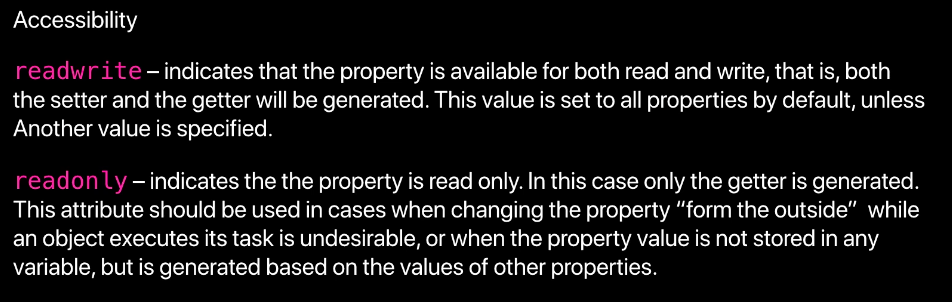 Accessibility
readwrite – indicates that the property is available for both read and write, that is, both
the setter and the getter will be generated. This value is set to all properties by default, unless
Another value is specified.
readonly – indicates the the property is read only. In this case only the getter is generated.
This attribute should be used in cases when changing the property “form the outside”  while
an object executes its task is undesirable, or when the property value is not stored in any
variable, but is generated based on the values of other properties.